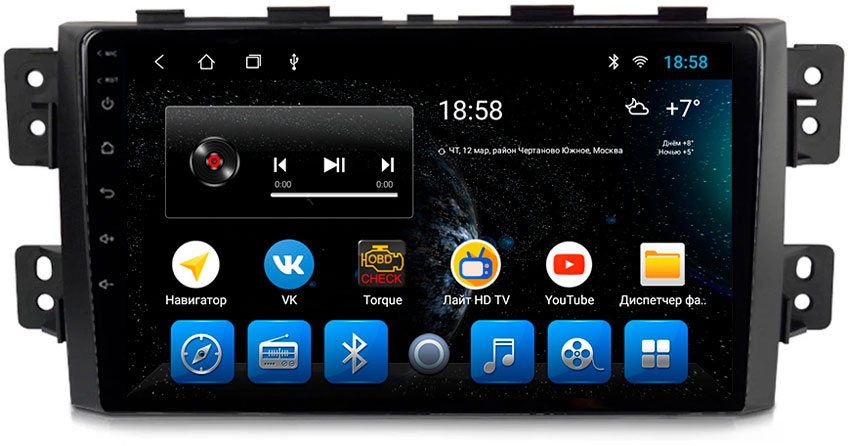 MIC
18:58
RST
18:58
+7°
ЧТ, 12 мар, район Чертаново Южное, Москва
Днём +8°
Ночью +5°
0:00
0:00
OBD
CHECK
Навигатор
VK
Torque
Лайт HD TV
YouTube
Диспетчер фа..